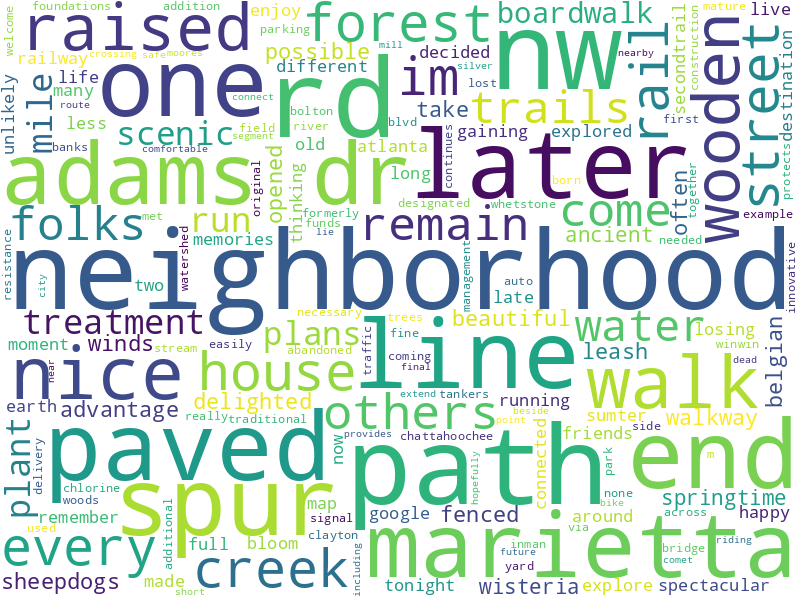 welcome
foundations
addition
raised
enjoy
parking
forest
boardwalk
mature
live
railway
crossing
safe
moores
possible
nw
rail
secondtrail
construction
wooden
street
destination
unlikely
mile
life
many
one
mill
different
decided
im
silver
nearby
less
connect
rd
take
trails
lost
scenic
field
bolton
blvd
gaining
explored
route
segment
river
first
banks
comfortable
old
atlanta
continues
protects
adams
original
opened
thinking
dr
long
later
born
often
together
folks
run
formerly
designated
whetstone
come
example
met
memories
funds
remain
ancient
needed
resistance
watershed
lie
neighborhood
innovative
city
two
management
auto
late
treatment
necessary
trees
beautiful
water
losing
moment
winds
stream
easily
plans
abandoned
traffic
fine
coming
final
line
leash
winwin
dead
belgian
near
nice
house
extend
tankers
walk
earth
advantage
delighted
really
traditional
others
running
beside
point
sumter
walkway
plant
delivery
paved
now
provides
chattahoochee
connected
friends
side
end
m
chlorine
woods
spur
map
path
hopefully
none
bike
park
springtime
across
remember
signal
google
fenced
around
happy
used
additional
full
bloom
clayton
via
every
creek
including
inman
future
marietta
bridge
comet
riding
sheepdogs
made
short
tonight
yard
wisteria
explore
spectacular